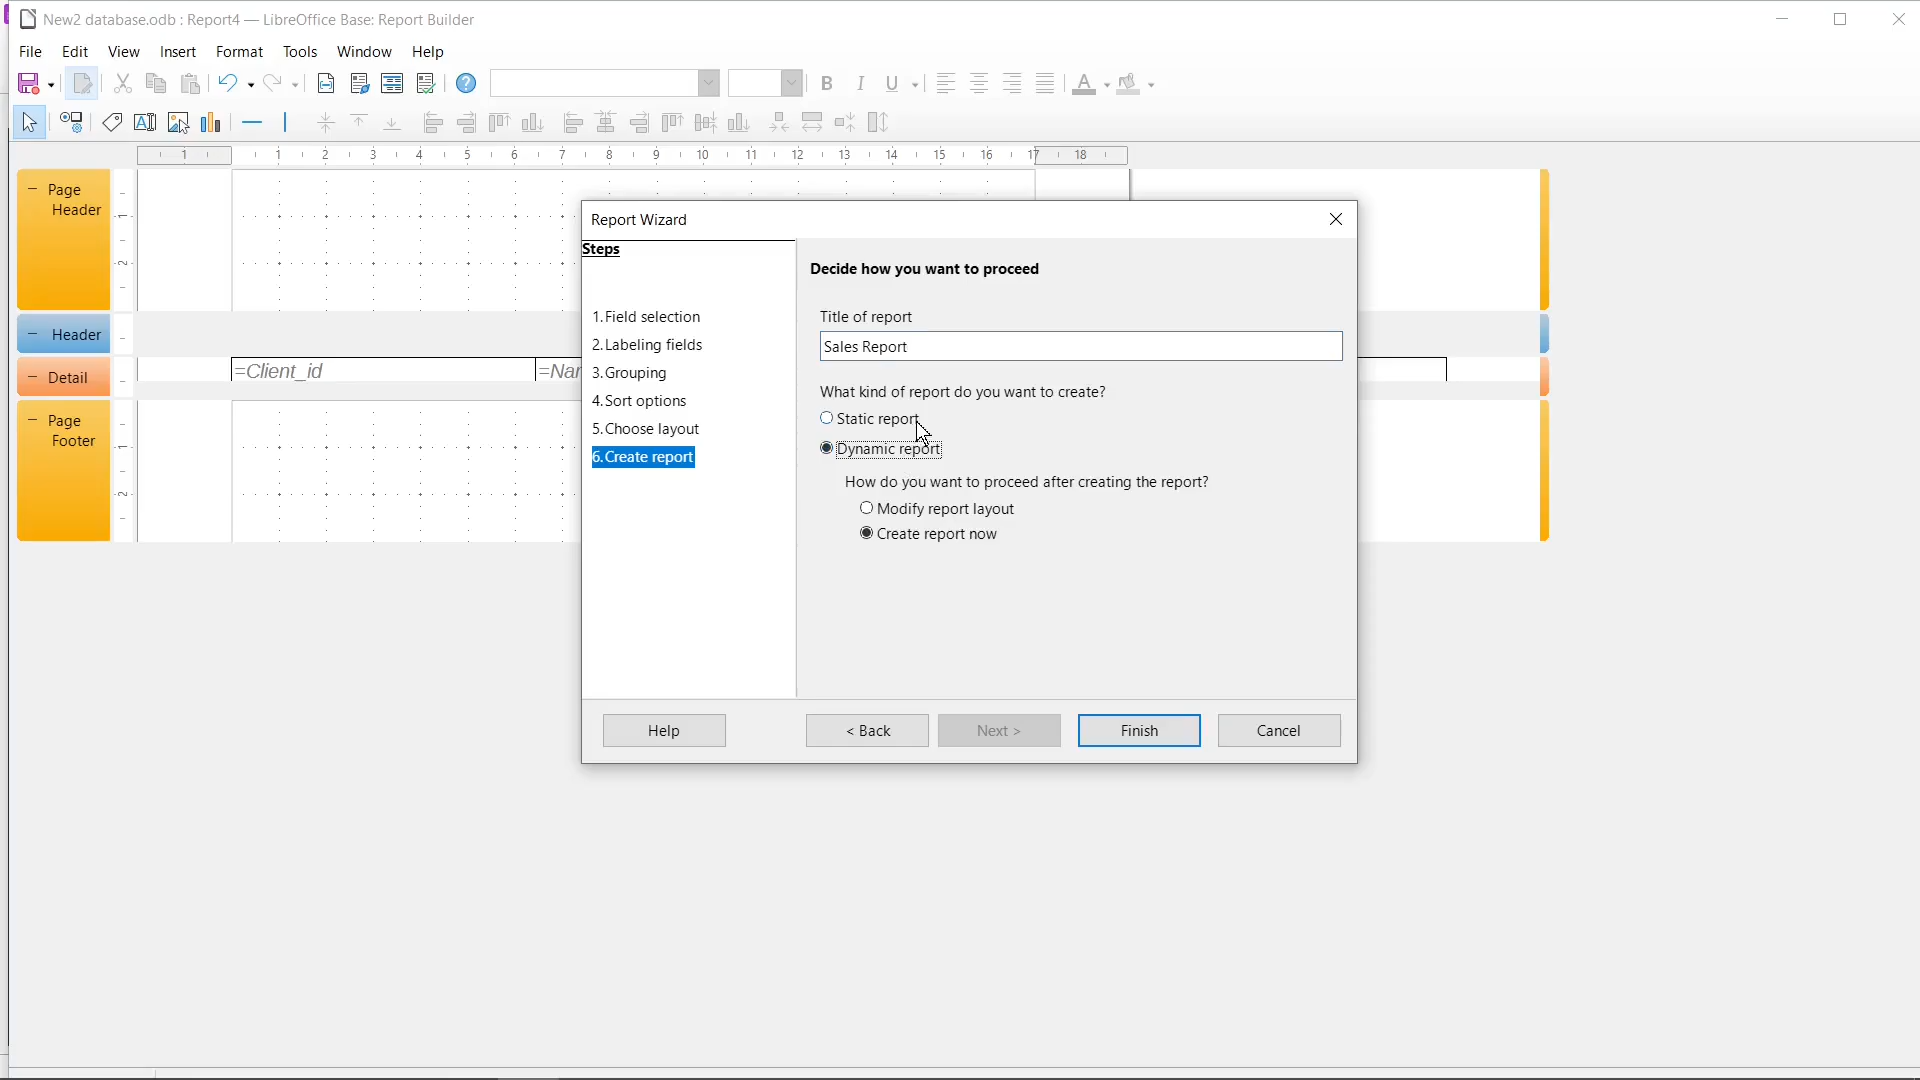 New2 database.odb : Report4 — LibreOffice Base: Report Builder
File Edit View Insert Format Tools Window Help
B I U A
1 1 2 3 4 5 6 7 8 9 10 11 12 13 14 15 16 17 18
Page
Header
1
2
Header
Detail
=Client_id
Page
Footer
1
2
Report Wizard
Steps
1. Field selection
2. Labeling fields
3. Grouping
4. Sort options
5. Choose layout
6. Create report
Decide how you want to proceed
Title of report
Sales Report
What kind of report do you want to create?
Static report
Dynamic report
How do you want to proceed after creating the report?
Modify report layout
Create report now
Help
< Back
Next >
Finish
Cancel